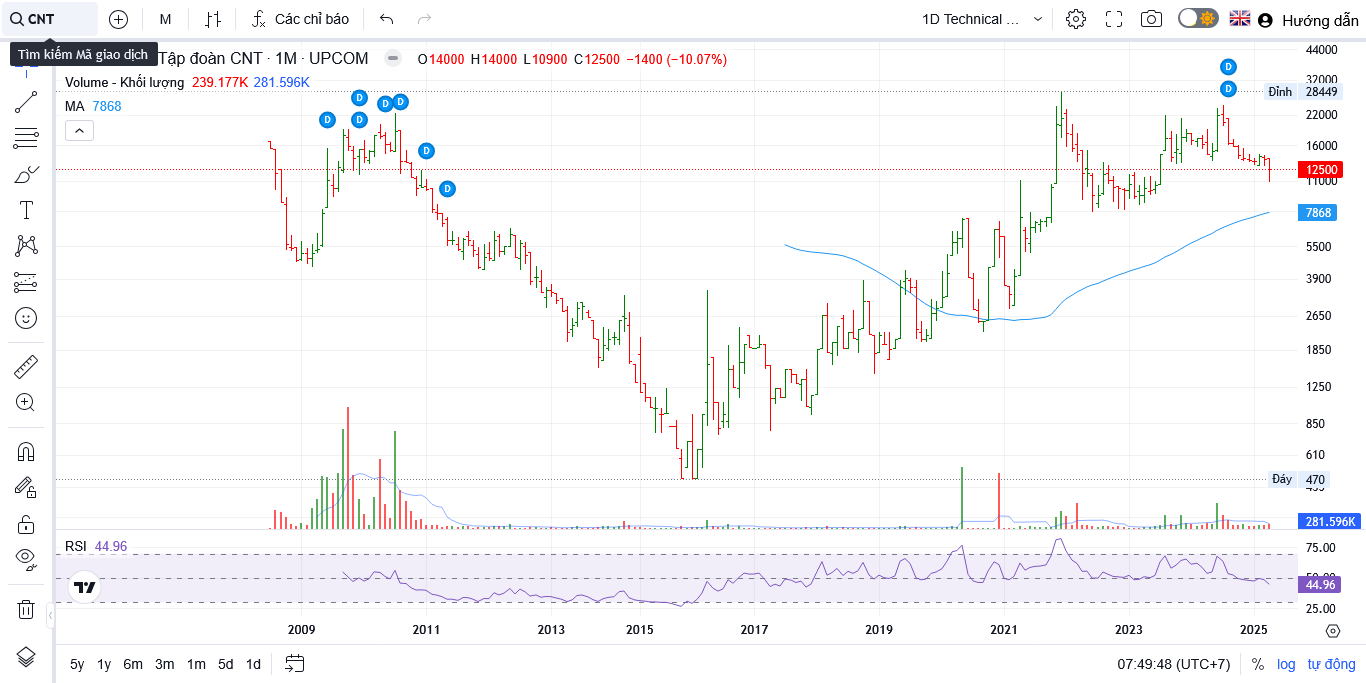 CNT
M
Các chỉ báo
1D Technical ...
Hướng dẫn
Tìm kiếm Mã giao dịch
Tập đoàn CNT · 1M · UPCOM
O14000 H14000 L10900 C12500 −1400 (−10.07%)
Volume - Khối lượng 239.177K 281.596K
MA 7868
D
D
D
D
D
D
D
D
D
44000
32000
Đỉnh 28449
22000
16000
12500
11000
7868
5500
3900
2650
1850
1250
850
610
Đáy 470
281.596K
RSI 44.96
75.00
44.96
25.00
2009 2011 2013 2015 2017 2019 2021 2023 2025
5y 1y 6m 3m 1m 5d 1d
07:49:48 (UTC+7) % log tự động